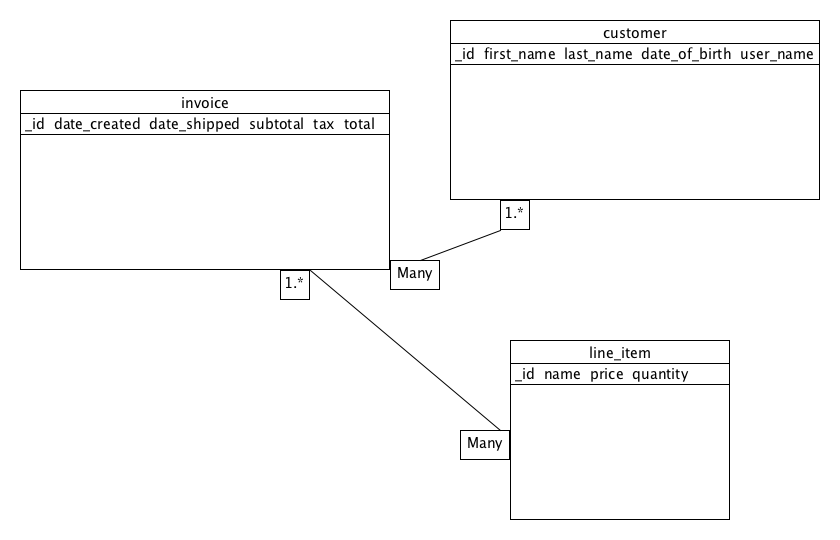 customer
_id first_name last_name date_of_birth user_name
invoice
_id date_created date_shipped subtotal tax total
1.*
Many
1.*
line_item
_id name price quantity
Many